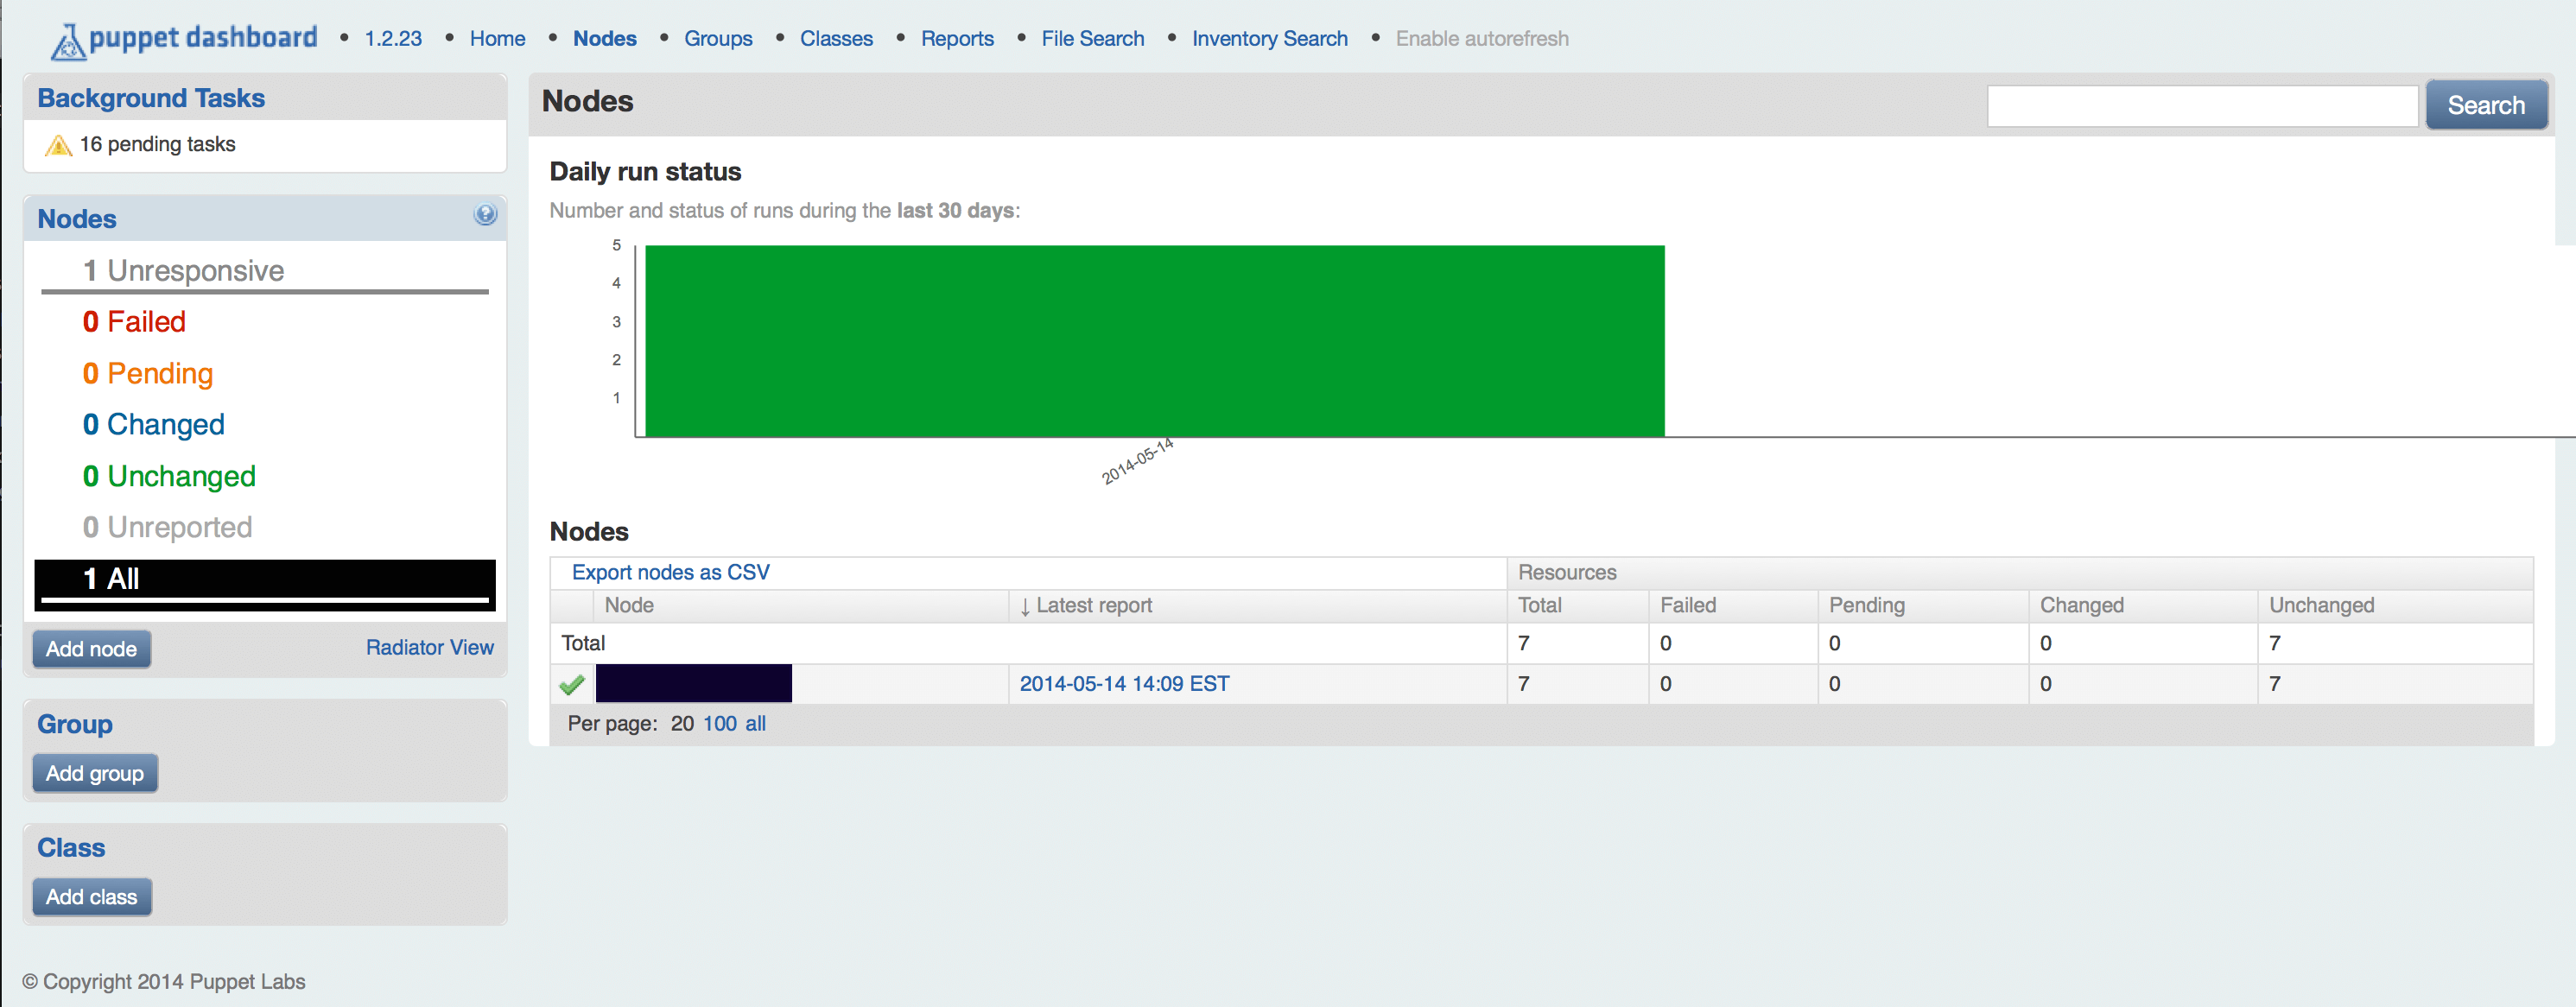 puppet dashboard • 1.2.23 • Home • Nodes • Groups • Classes • Reports • File Search • Inventory Search • Enable autorefresh
Background Tasks
16 pending tasks
Nodes ?
1 Unresponsive
0 Failed
0 Pending
0 Changed
0 Unchanged
0 Unreported
1 All
Add node Radiator View
Group
Add group
Class
Add class
Nodes Search
Daily run status
Number and status of runs during the last 30 days:
5
4
3
2
1
2014-05-14
Nodes
Export nodes as CSV Resources
Node ↓ Latest report Total Failed Pending Changed Unchanged
Total 7 0 0 0 7
2014-05-14 14:09 EST 7 0 0 0 7
Per page: 20 100 all
© Copyright 2014 Puppet Labs